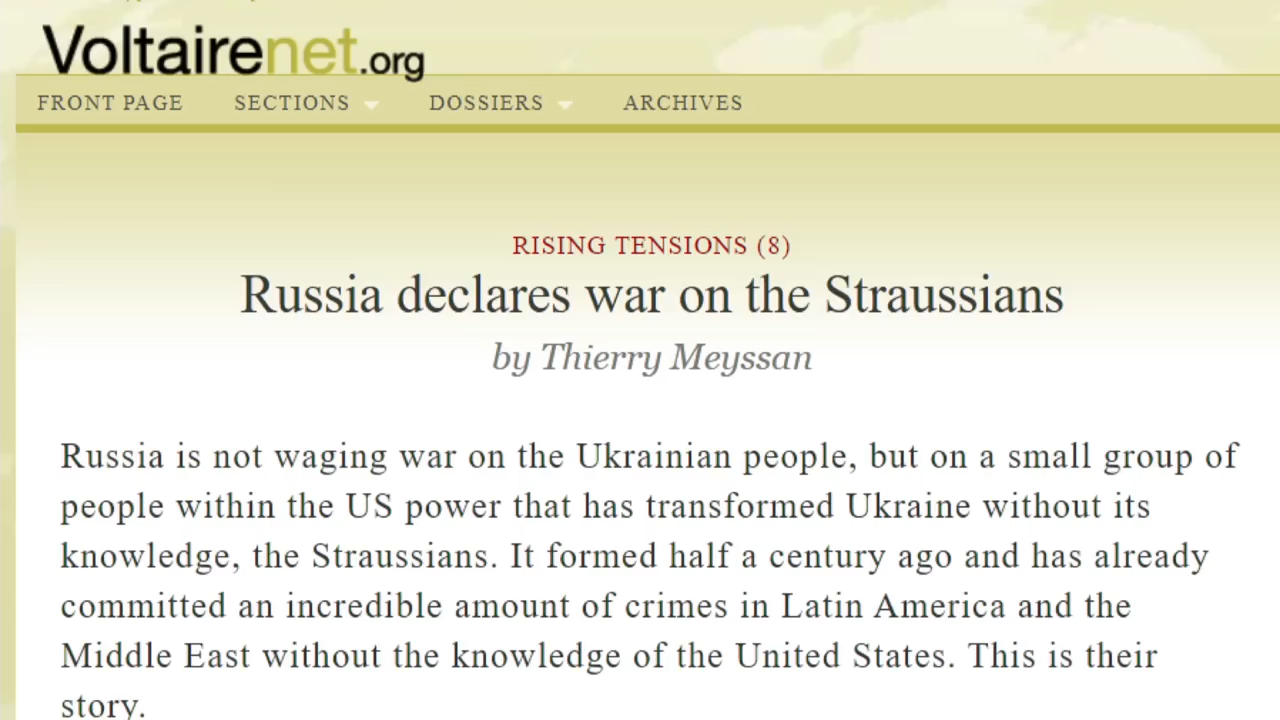 Voltairenet.org
FRONT PAGE SECTIONS DOSSIERS ARCHIVES
RISING TENSIONS (8)
Russia declares war on the Straussians
by Thierry Meyssan
Russia is not waging war on the Ukrainian people, but on a small group of
people within the US power that has transformed Ukraine without its
knowledge, the Straussians. It formed half a century ago and has already
committed an incredible amount of crimes in Latin America and the
Middle East without the knowledge of the United States. This is their
story.